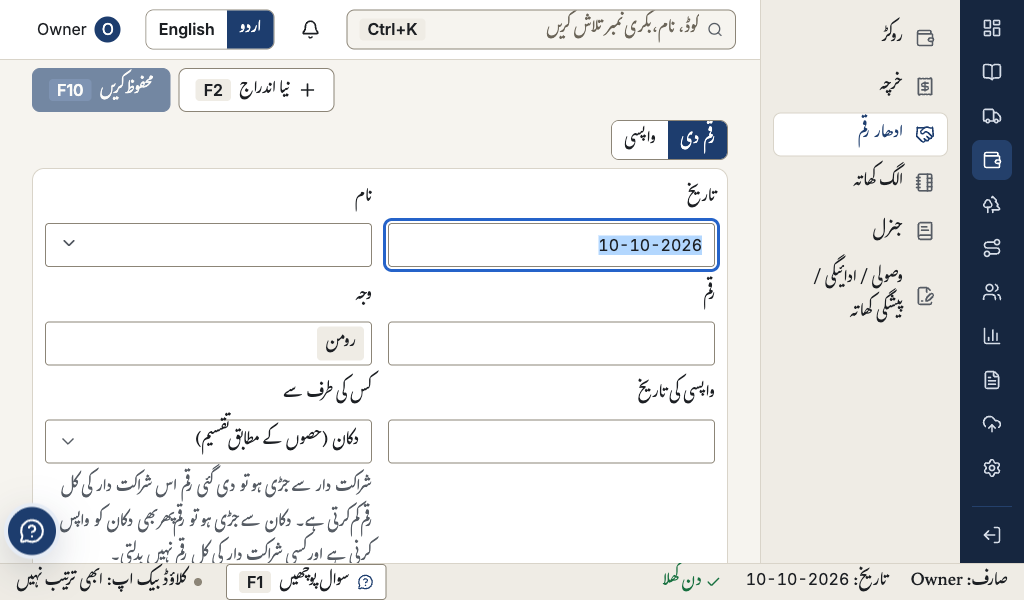 کوڈ، نام، بکری نمبر تلاش کریں Ctrl+K
اردو English
Owner O
روکڑ
خرچہ
ادھار رقم
الگ کھاتہ
جنرل
وصولی / ادائیگی /
پیشگی کھاتہ
نیا اندراج F2
محفوظ کریں F10
رقم دی واپسی
تاریخ
نام
10-10-2026
رقم
وجہ
رومن
واپسی کی تاریخ
کس کی طرف سے
دکان (حصوں کے مطابق تقسیم)
شراکت دار سے جڑی ہو تو دی گئی رقم اس شراکت دار کی کل
رقم کم کرتی ہے۔ دکان سے جڑی ہو تو رقم پھر بھی دکان کو واپس
کرنی ہے اور کسی شراکت دار کی کل رقم نہیں بدلتی۔
صارف: Owner
تاریخ: 10-10-2026
دن کھلا
سوال پوچھیں F1
کلاؤڈ بیک اپ: ابھی ترتیب نہیں